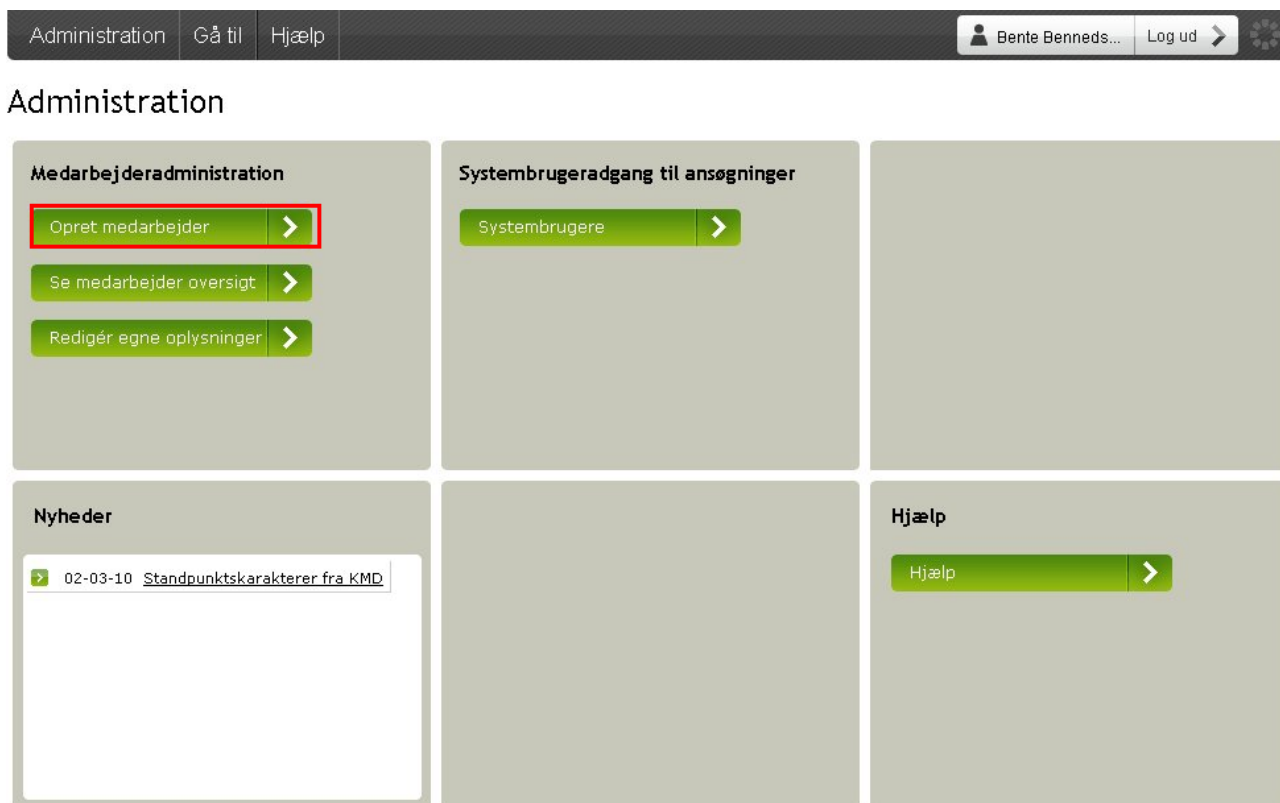 Administration Gå til Hjælp Bente Benneds... Log ud
Administration
Medarbejderadministration
Opret medarbejder
Se medarbejder oversigt
Redigér egne oplysninger
Systembrugeradgang til ansøgninger
Systembrugere
Nyheder
02-03-10 Standpunktskarakterer fra KMD
Hjælp
Hjælp